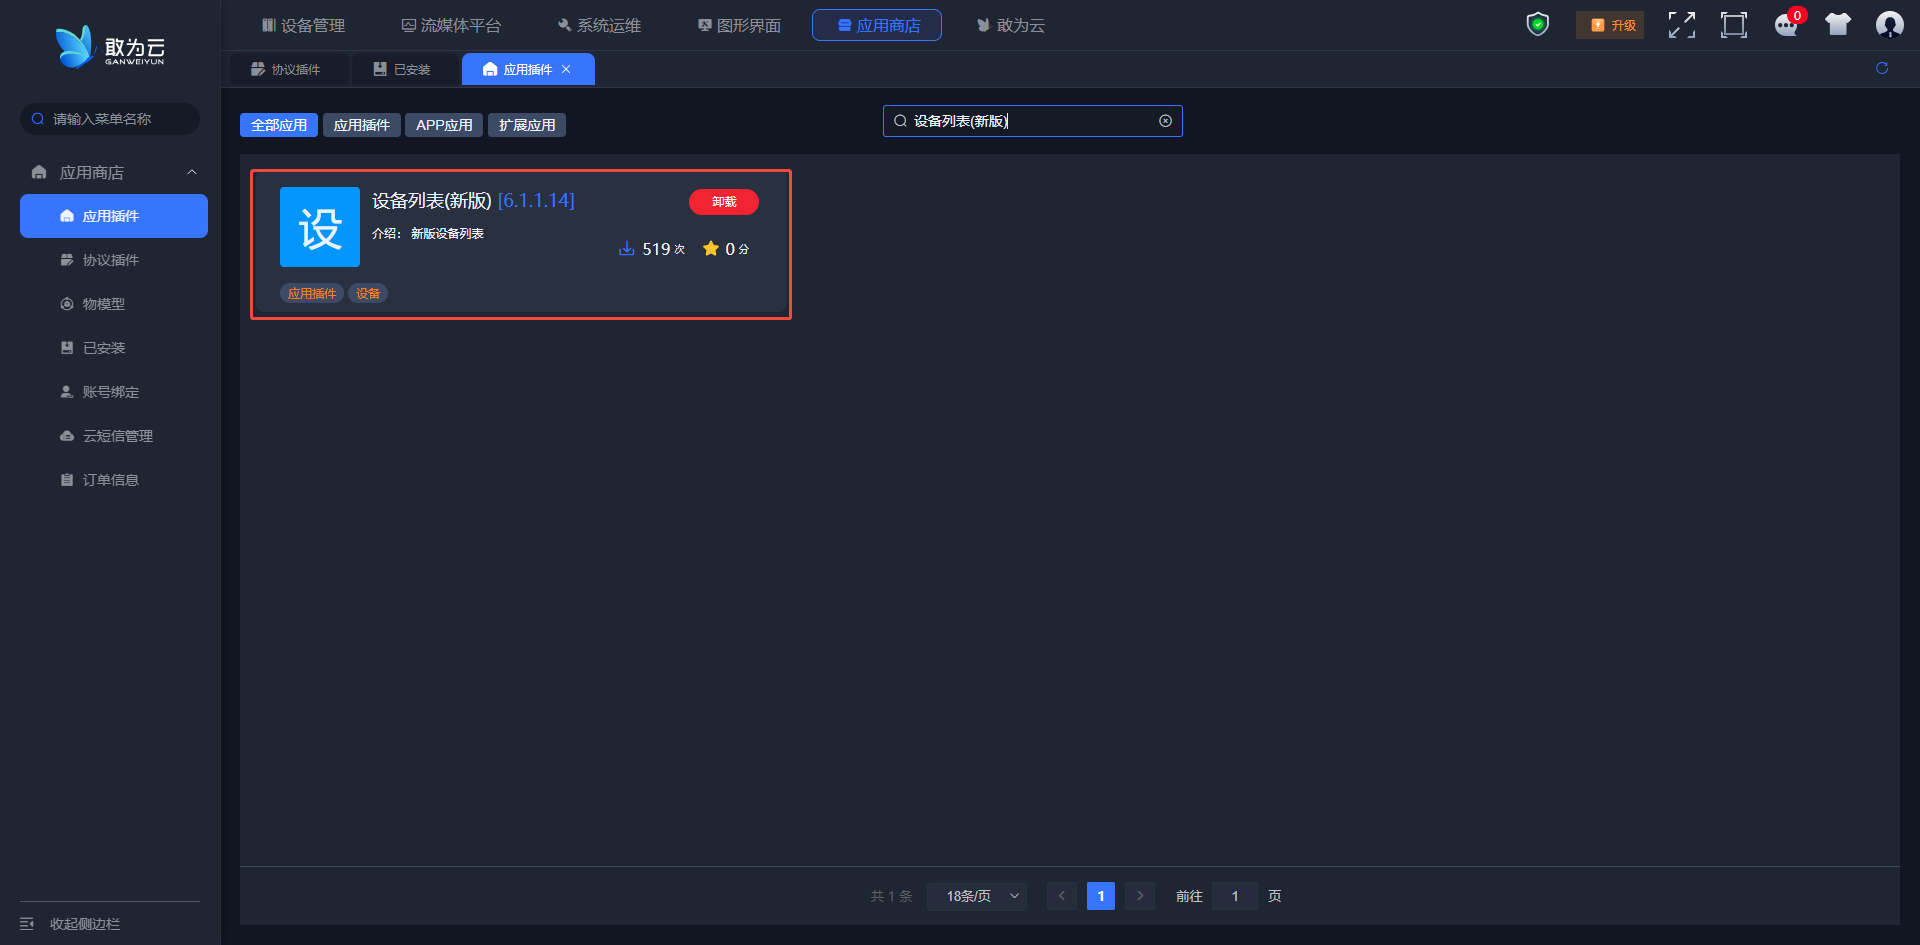 敢为云
GANWEIYUN
设备管理
流媒体平台
系统运维
图形界面
应用商店
敢为云
升级
0
协议插件
已安装
应用插件
请输入菜单名称
应用商店
应用插件
协议插件
物模型
已安装
账号绑定
云短信管理
订单信息
收起侧边栏
全部应用
应用插件
APP应用
扩展应用
设备列表(新版)
设
设备列表(新版) [6.1.1.14]
卸载
介绍: 新版设备列表
519 次
0 分
应用插件
设备
共 1 条
18条/页
1
前往 1 页